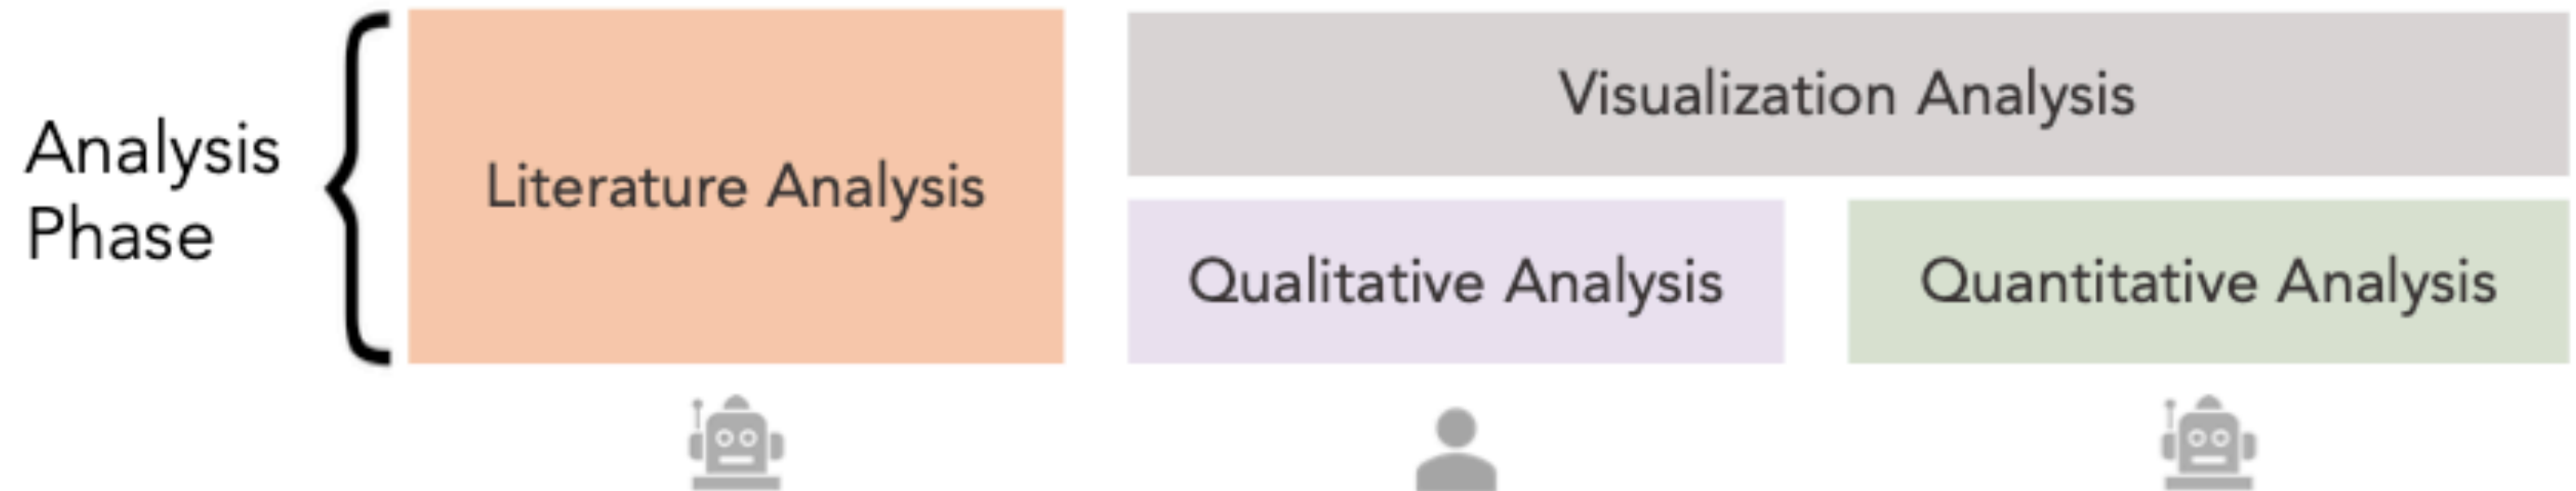 Analysis
Phase
Literature Analysis
Visualization Analysis
Qualitative Analysis
Quantitative Analysis